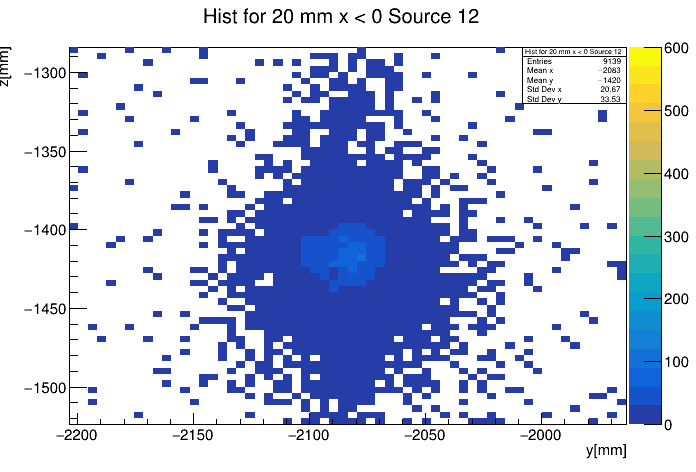 Hist for 20 mm x < 0 Source 12
z[mm]
Hist for 20 mm x < 0 Source 12
Entries 9139
Mean x −2083
Mean y −1420
Std Dev x 20.67
Std Dev y 33.53
−1300
−1350
−1400
−1450
−1500
600
500
400
300
200
100
0
−2200 −2150 −2100 −2050 −2000
y[mm]